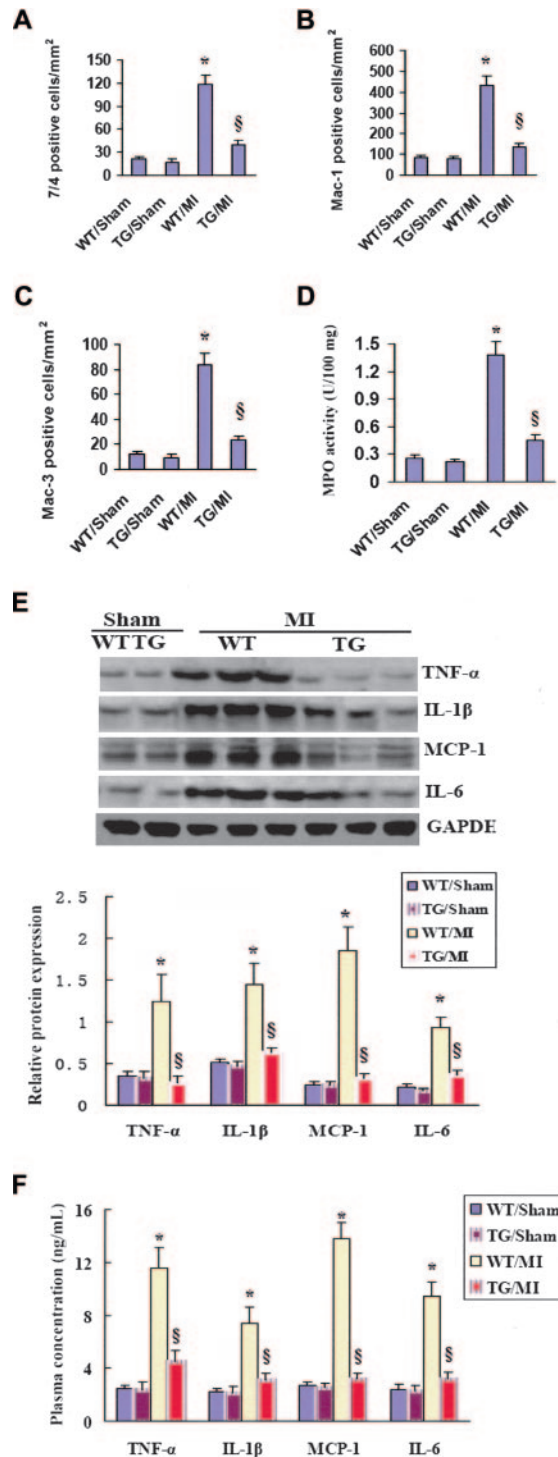 A
B
7/4 positive cells/mm²
150
120
90
60
30
0
*
§
WT/Sham
TG/Sham
WT/MI
TG/MI
Mac-1 positive cells/mm²
600
500
400
300
200
100
0
*
§
WT/Sham
TG/Sham
WT/MI
TG/MI
C
D
Mac-3 positive cells/mm²
100
80
60
40
20
0
*
§
WT/Sham
TG/Sham
WT/MI
TG/MI
MPO activity (U/100 mg)
1.5
1.2
0.9
0.6
0.3
0
*
§
WT/Sham
TG/Sham
WT/MI
TG/MI
E
Sham MI
WT TG WT TG
TNF-α
IL-1β
MCP-1
IL-6
GAPDE
Relative protein expression
2.5
2
1.5
1
0.5
0
* § * § * § * §
TNF-α IL-1β MCP-1 IL-6
WT/Sham
TG/Sham
WT/MI
TG/MI
F
Plasma concentration (ng/mL)
16
12
8
4
0
* § * § * § * §
TNF-α IL-1β MCP-1 IL-6
WT/Sham
TG/Sham
WT/MI
TG/MI